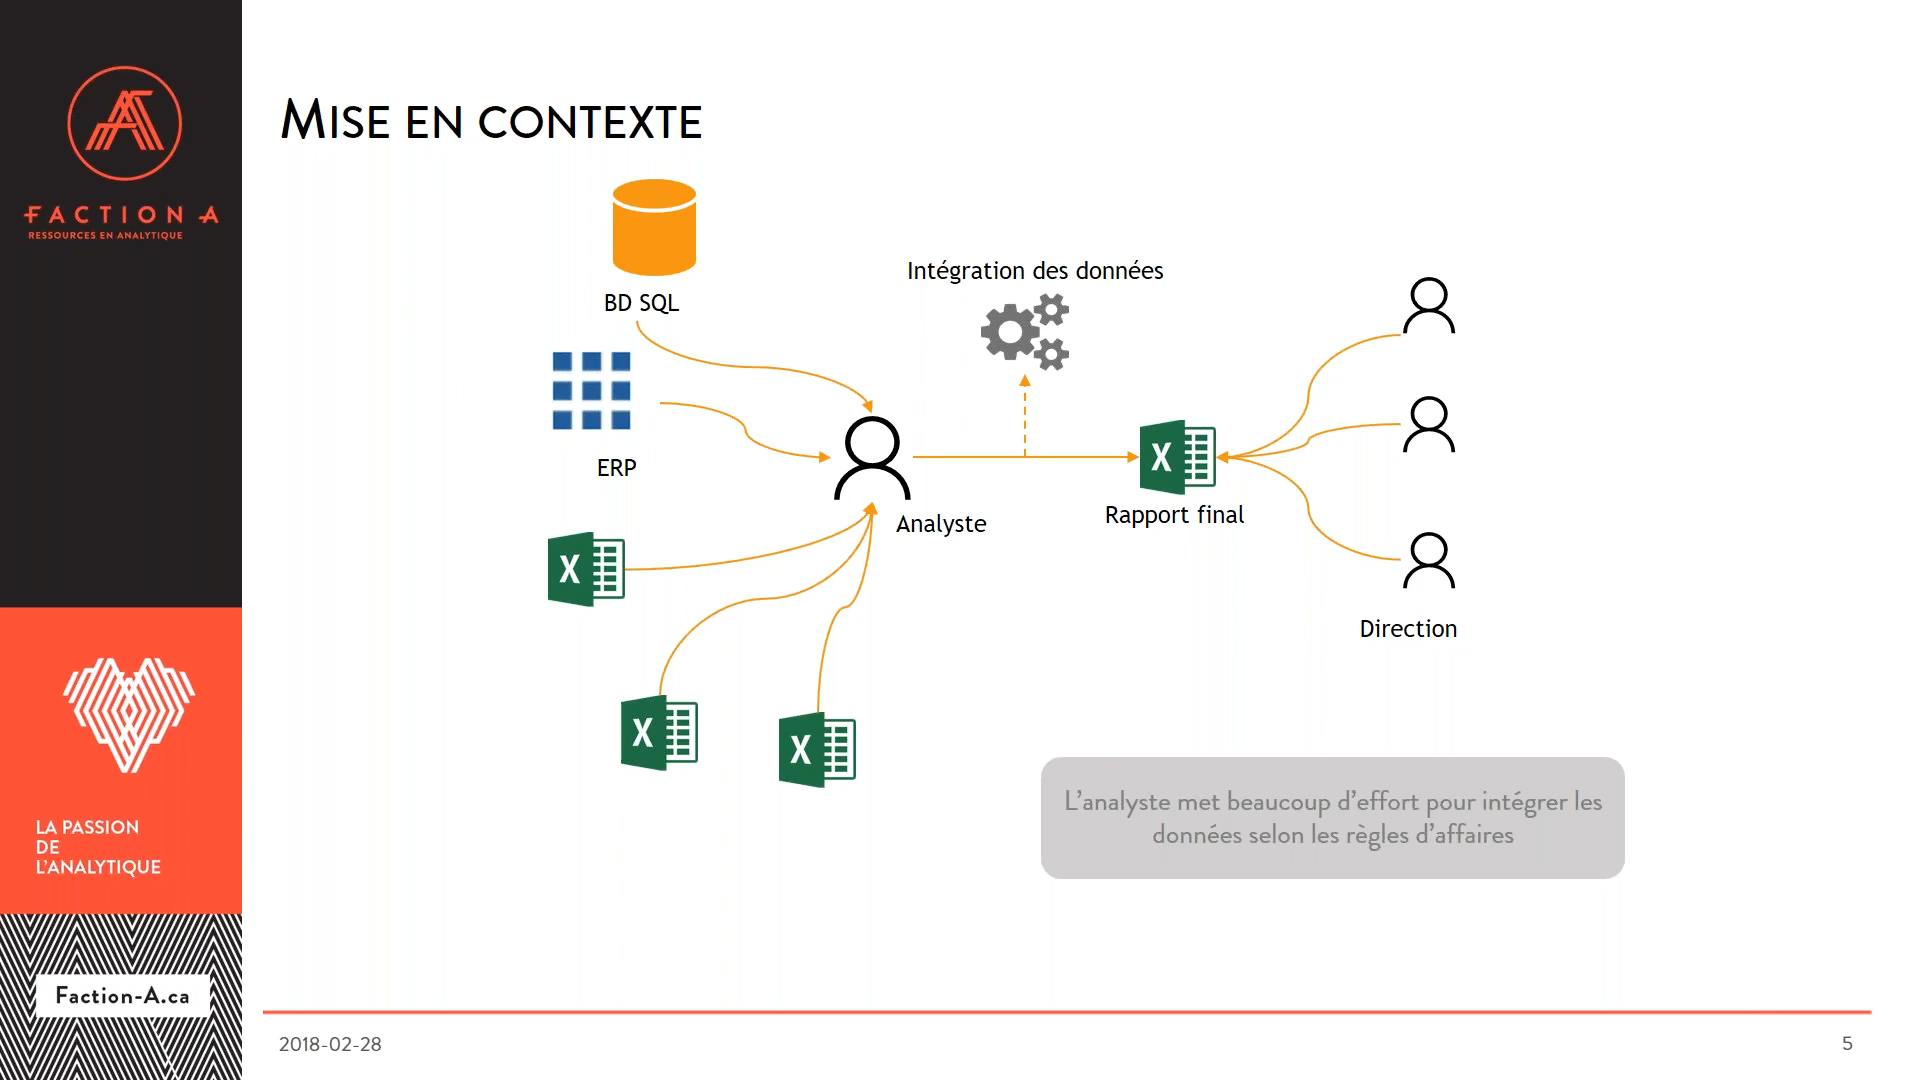 FACTION A
RESSOURCES EN ANALYTIQUE
MISE EN CONTEXTE
BD SQL
Intégration des données
ERP
Analyste
X
Rapport final
X
Direction
X
X
L'analyste met beaucoup d'effort pour intégrer les
données selon les règles d'affaires
LA PASSION
DE
L'ANALYTIQUE
Faction-A.ca
2018-02-28
5